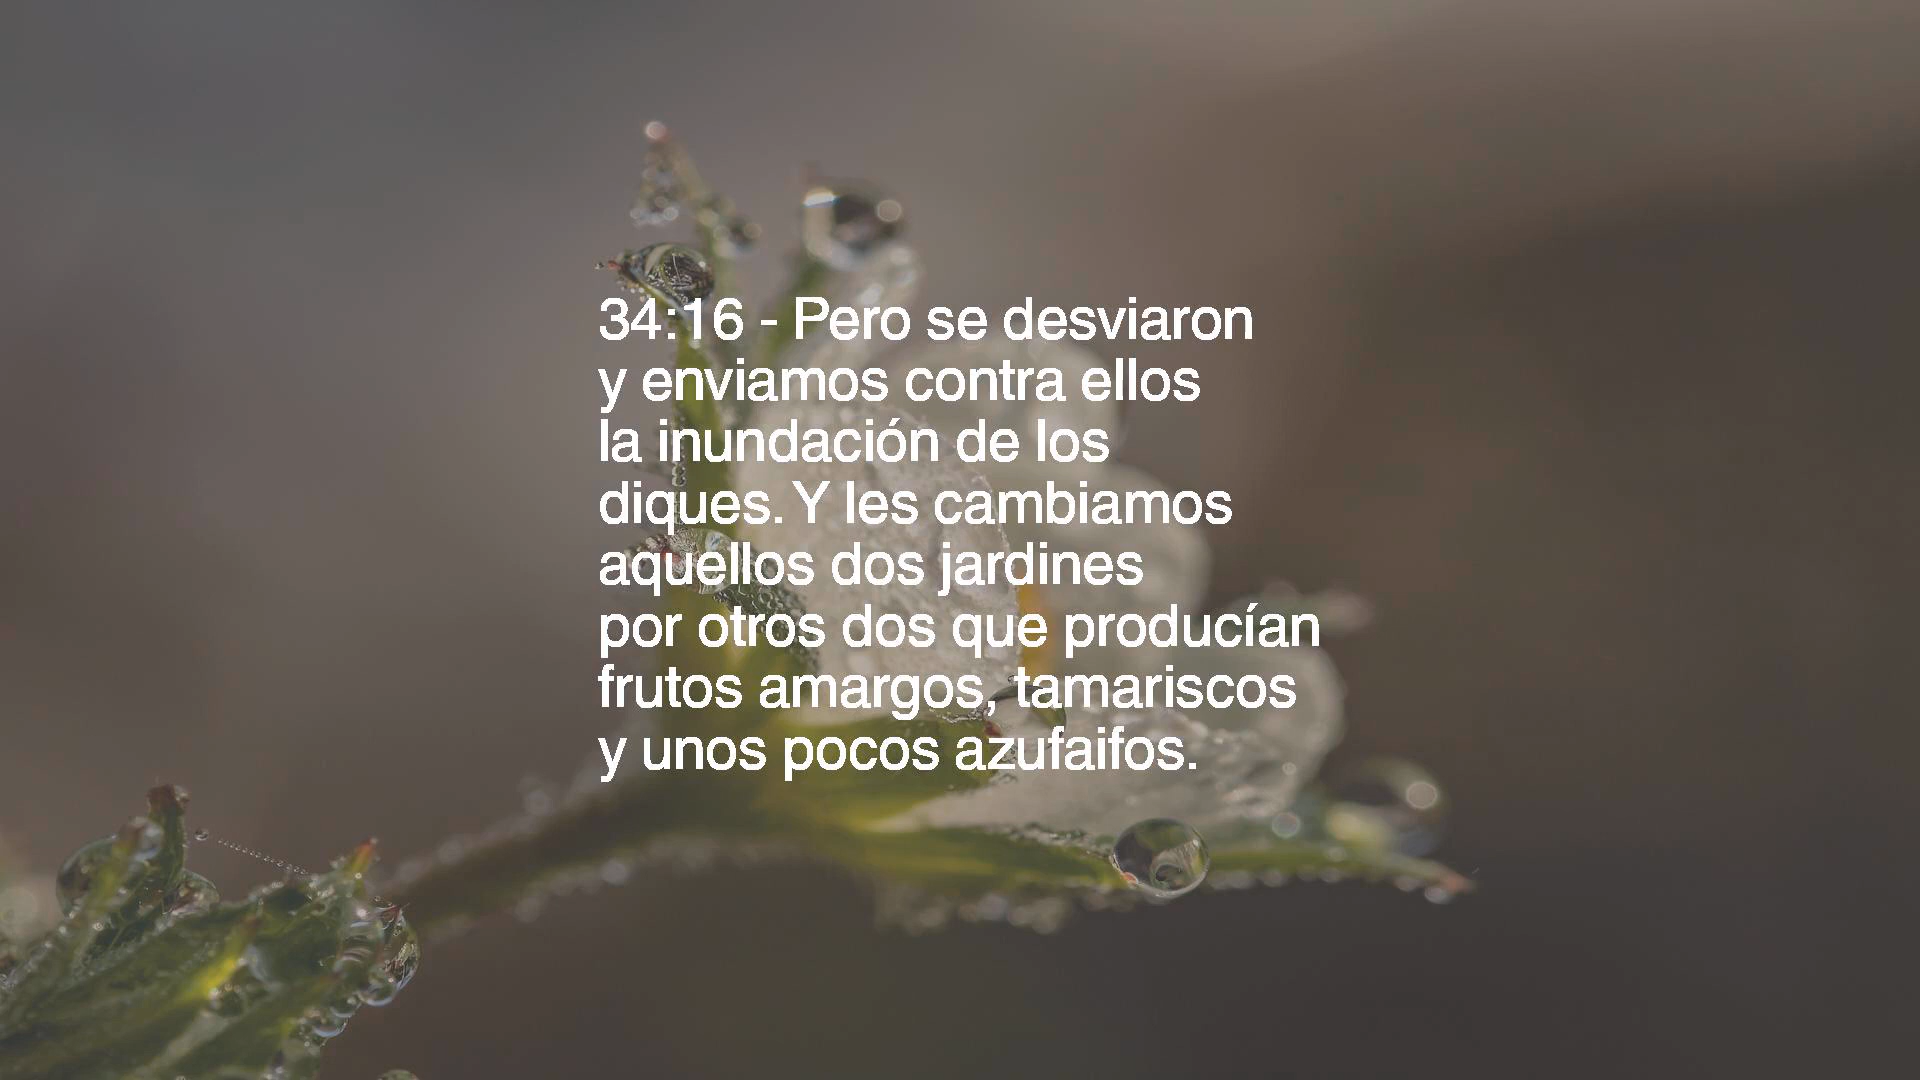 34:16 - Pero se desviaron
y enviamos contra ellos
la inundación de los
diques. Y les cambiamos
aquellos dos jardines
por otros dos que producían
frutos amargos, tamariscos
y unos pocos azufaifos.